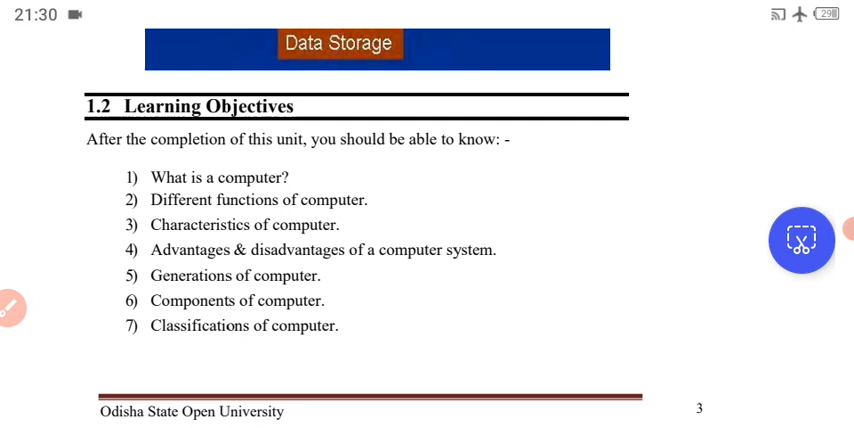 21:30
29
Data Storage
1.2 Learning Objectives
After the completion of this unit, you should be able to know: -
1) What is a computer?
2) Different functions of computer.
3) Characteristics of computer.
4) Advantages & disadvantages of a computer system.
5) Generations of computer.
6) Components of computer.
7) Classifications of computer.
Odisha State Open University
3